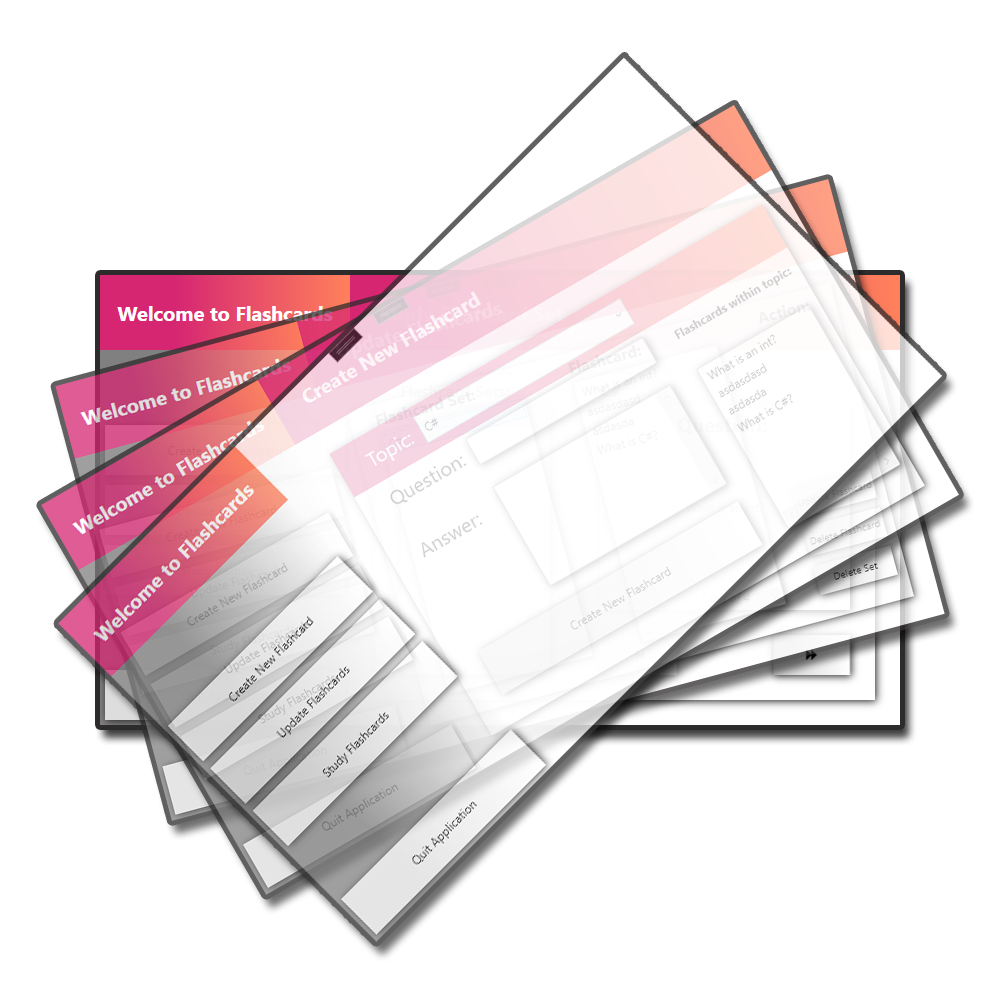 Welcome to Flashcards
Welcome to Flashcards
Welcome to Flashcards
Welcome to Flashcards
Create New Flashcard
Update Flashcards
Flashcards within topic:
Actions
Topic:
C#
Flashcard Set:
Flashcard:
What is an int?
asdasdasd
asdasda
What is C#?
What is an int?
asdasdasd
asdasda
What is C#?
Question:
Answer:
Create New Flashcard
Delete Flashcard
Delete Set
Create New Flashcard
Update Flashcards
Study Flashcards
Quit Application
Create New Flashcard
Update Flashcards
Study Flashcards
Quit Application
Quit Application